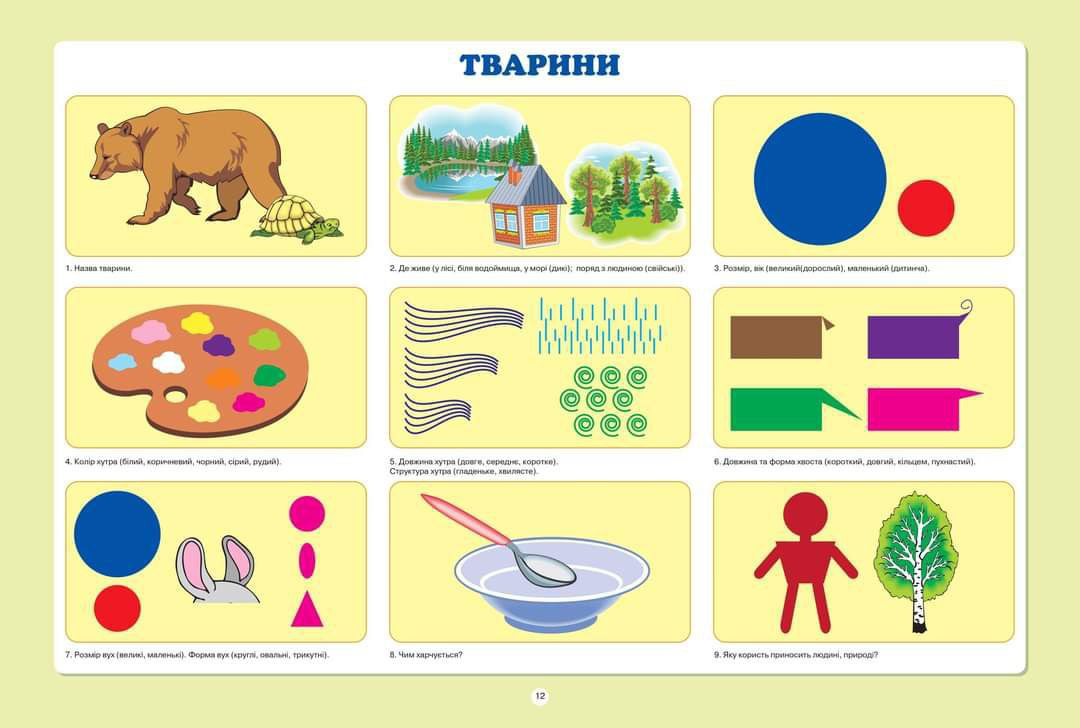 ТВАРИНИ
1. Назва тварини.
2. Де живе (у лісі, біля водоймища, у морі (дикі);  поряд з людиною (свійські)).
3. Розмір, вік (великий(дорослий), маленький (дитинча).
4. Колір хутра (білий, коричневий, чорний, сірий, рудий).
5. Довжина хутра (довге, середнє, коротке).
Структура хутра (гладеньке, хвилясте).
6. Довжина та форма хвоста (короткий, довгий, кільцем, пухнастий).
7. Розмір вух (великі, маленькі). Форма вух (круглі, овальні, трикутні).
8. Чим харчується?
9. Яку користь приносить людині, природі?
12